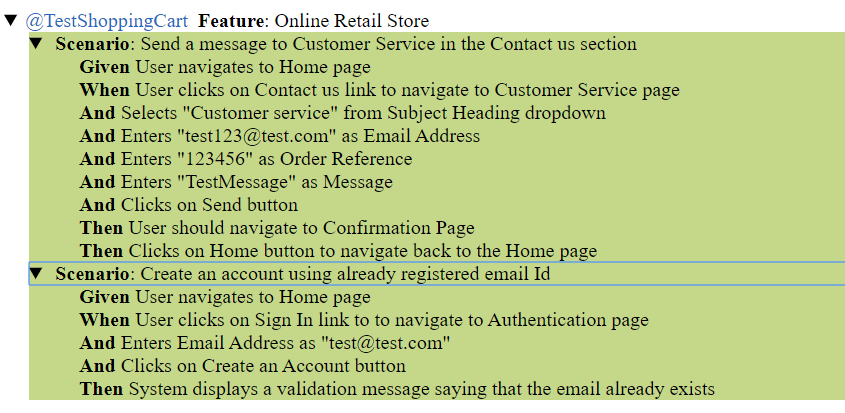 @TestShoppingCart Feature: Online Retail Store
Scenario: Send a message to Customer Service in the Contact us section
Given User navigates to Home page
When User clicks on Contact us link to navigate to Customer Service page
And Selects "Customer service" from Subject Heading dropdown
And Enters "test123@test.com" as Email Address
And Enters "123456" as Order Reference
And Enters "TestMessage" as Message
And Clicks on Send button
Then User should navigate to Confirmation Page
Then Clicks on Home button to navigate back to the Home page
Scenario: Create an account using already registered email Id
Given User navigates to Home page
When User clicks on Sign In link to to navigate to Authentication page
And Enters Email Address as "test@test.com"
And Clicks on Create an Account button
Then System displays a validation message saying that the email already exists